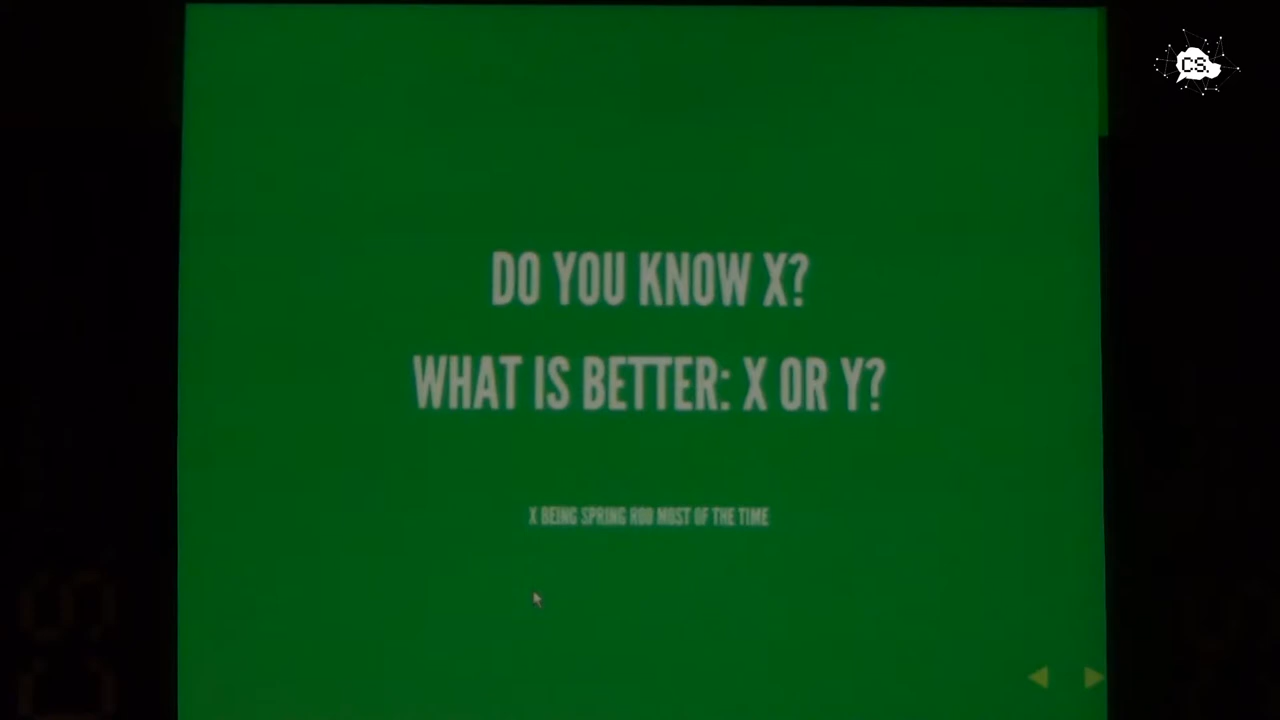 CS.
DO YOU KNOW X?
WHAT IS BETTER: X OR Y?
X BEING SPRING ROO MOST OF THE TIME